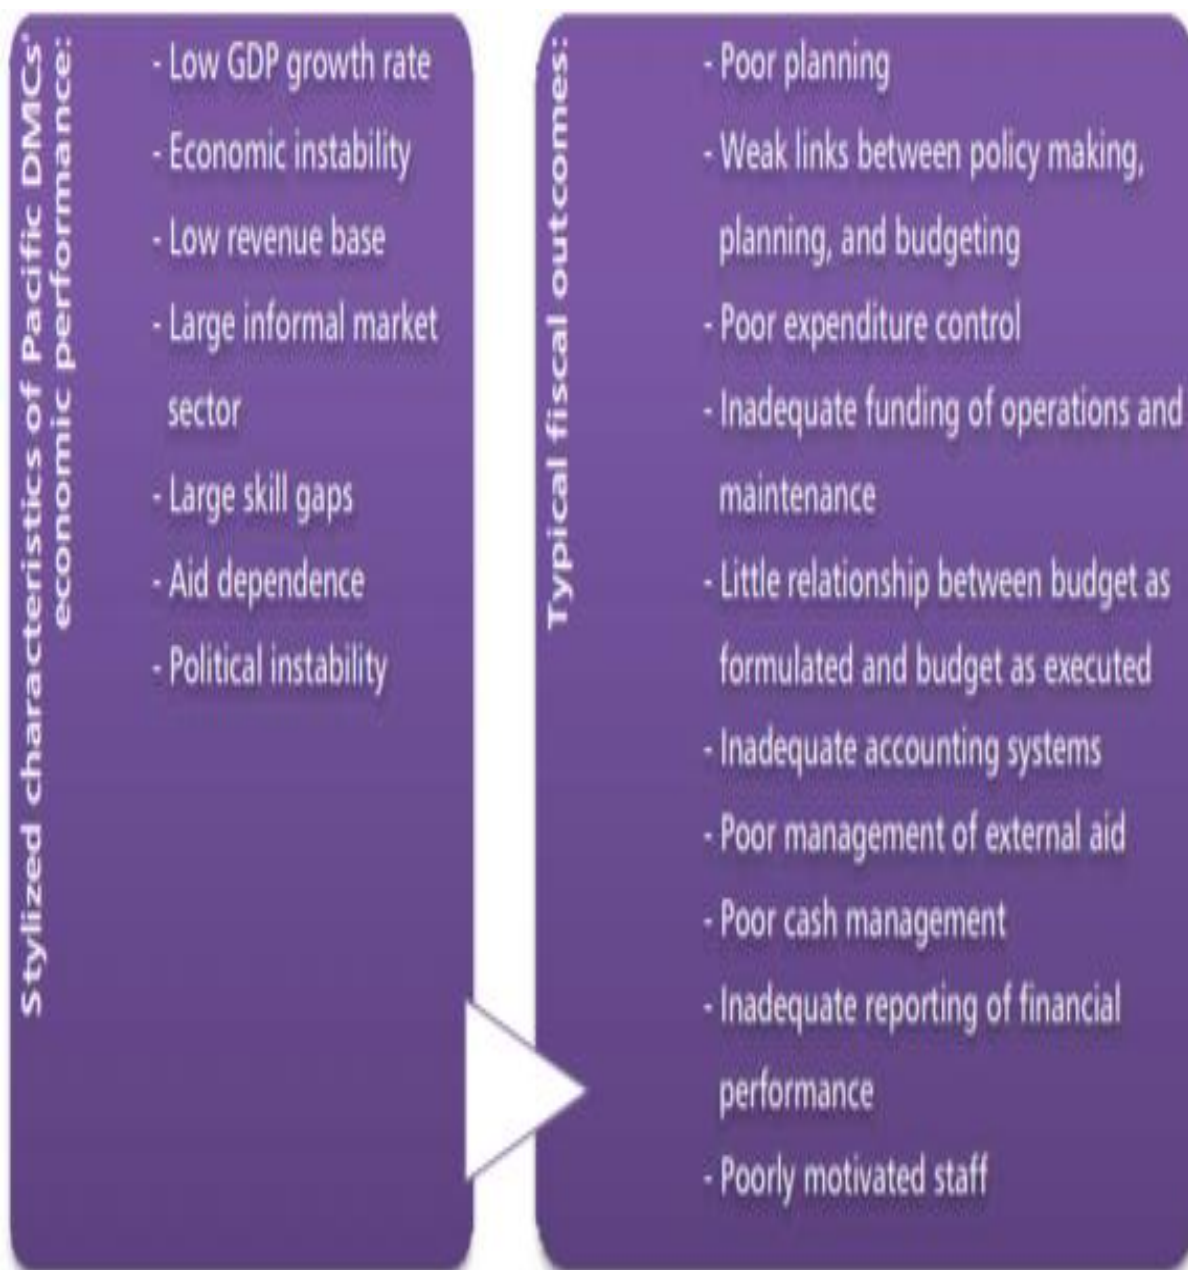 Stylized characteristics of Pacific DMCs'
economic performance:
- Low GDP growth rate
- Economic instability
- Low revenue base
- Large informal market
sector
- Large skill gaps
- Aid dependence
- Political instability
Typical fiscal outcomes:
- Poor planning
- Weak links between policy making,
planning, and budgeting
- Poor expenditure control
- Inadequate funding of operations and
maintenance
- Little relationship between budget as
formulated and budget as executed
- Inadequate accounting systems
- Poor management of external aid
- Poor cash management
- Inadequate reporting of financial
performance
- Poorly motivated staff